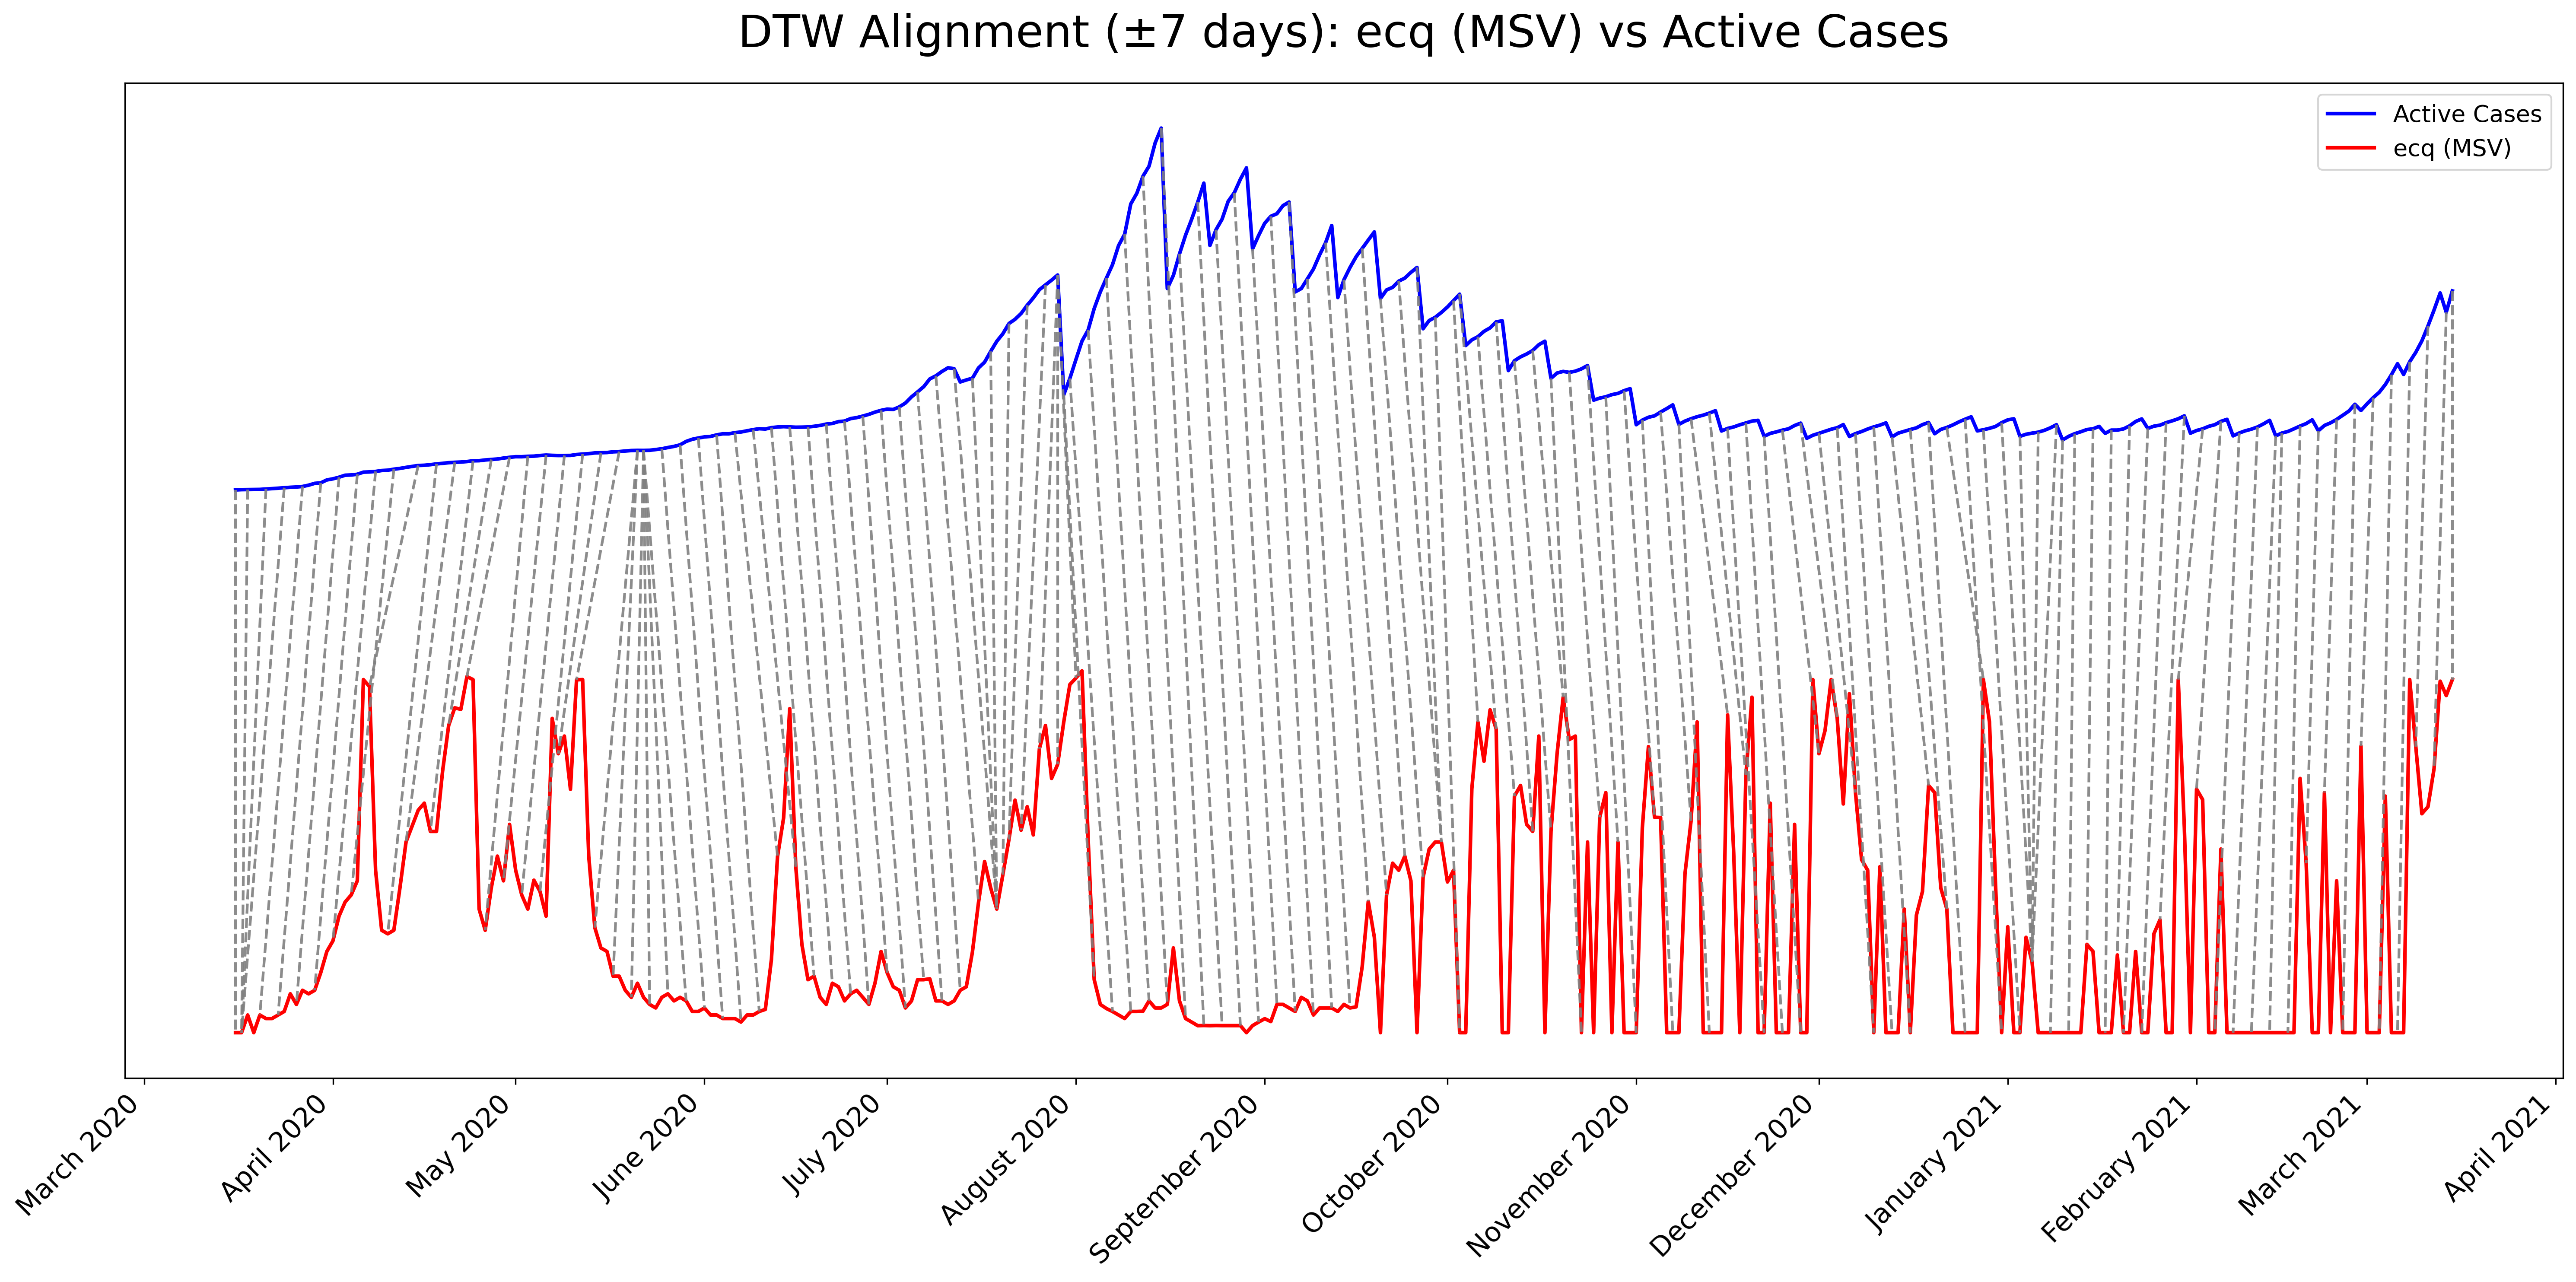 DTW Alignment (±7 days): ecq (MSV) vs Active Cases
Active Cases
ecq (MSV)
March 2020
April 2020
May 2020
June 2020
July 2020
August 2020
September 2020
October 2020
November 2020
December 2020
January 2021
February 2021
March 2021
April 2021